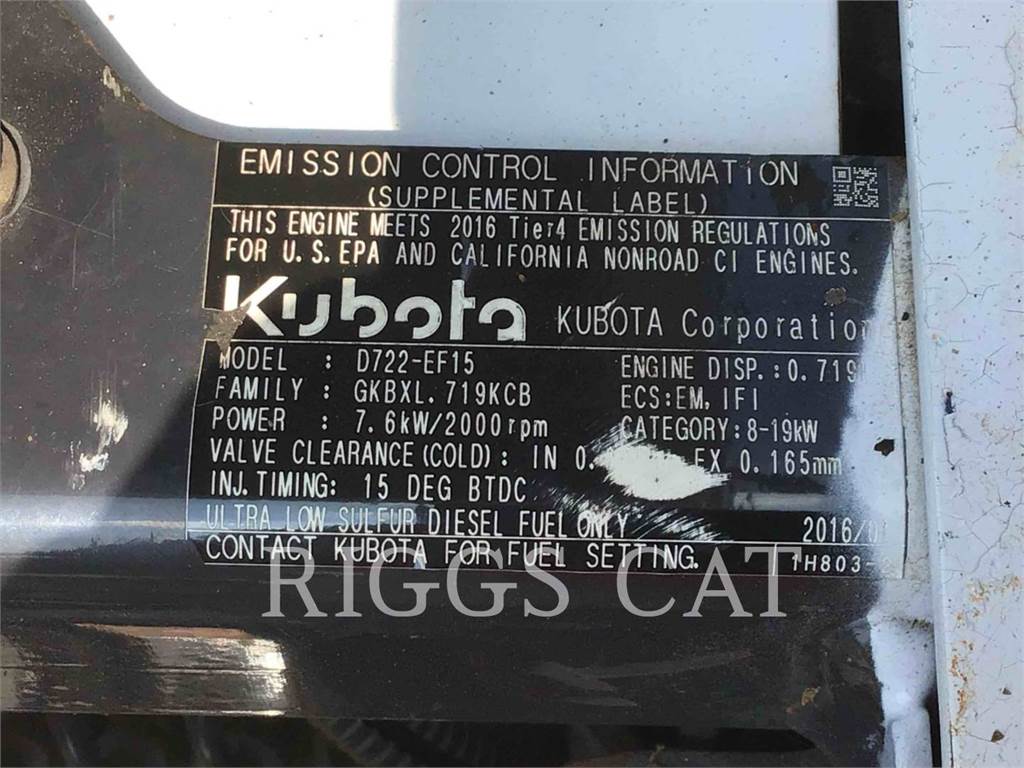 EMISSION CONTROL INFORMATION
(SUPPLEMENTAL LABEL)
THIS ENGINE MEETS 2016 Tier4 EMISSION REGULATIONS
FOR U.S.EPA AND CALIFORNIA NONROAD CI ENGINES.
Kubota KUBOTA Corporation
MODEL : D722-EF15 ENGINE DISP.:0.719
FAMILY : GKBXL.719KCB ECS:EM,IFI
POWER : 7.6kW/2000rpm CATEGORY:8-19kW
VALVE CLEARANCE(COLD): IN 0. EX 0.165mm
INJ.TIMING: 15 DEG BTDC
ULTRA LOW SULFUR DIESEL FUEL ONLY 2016/01
CONTACT KUBOTA FOR FUEL SETTING. 1H803-
RIGGS CAT